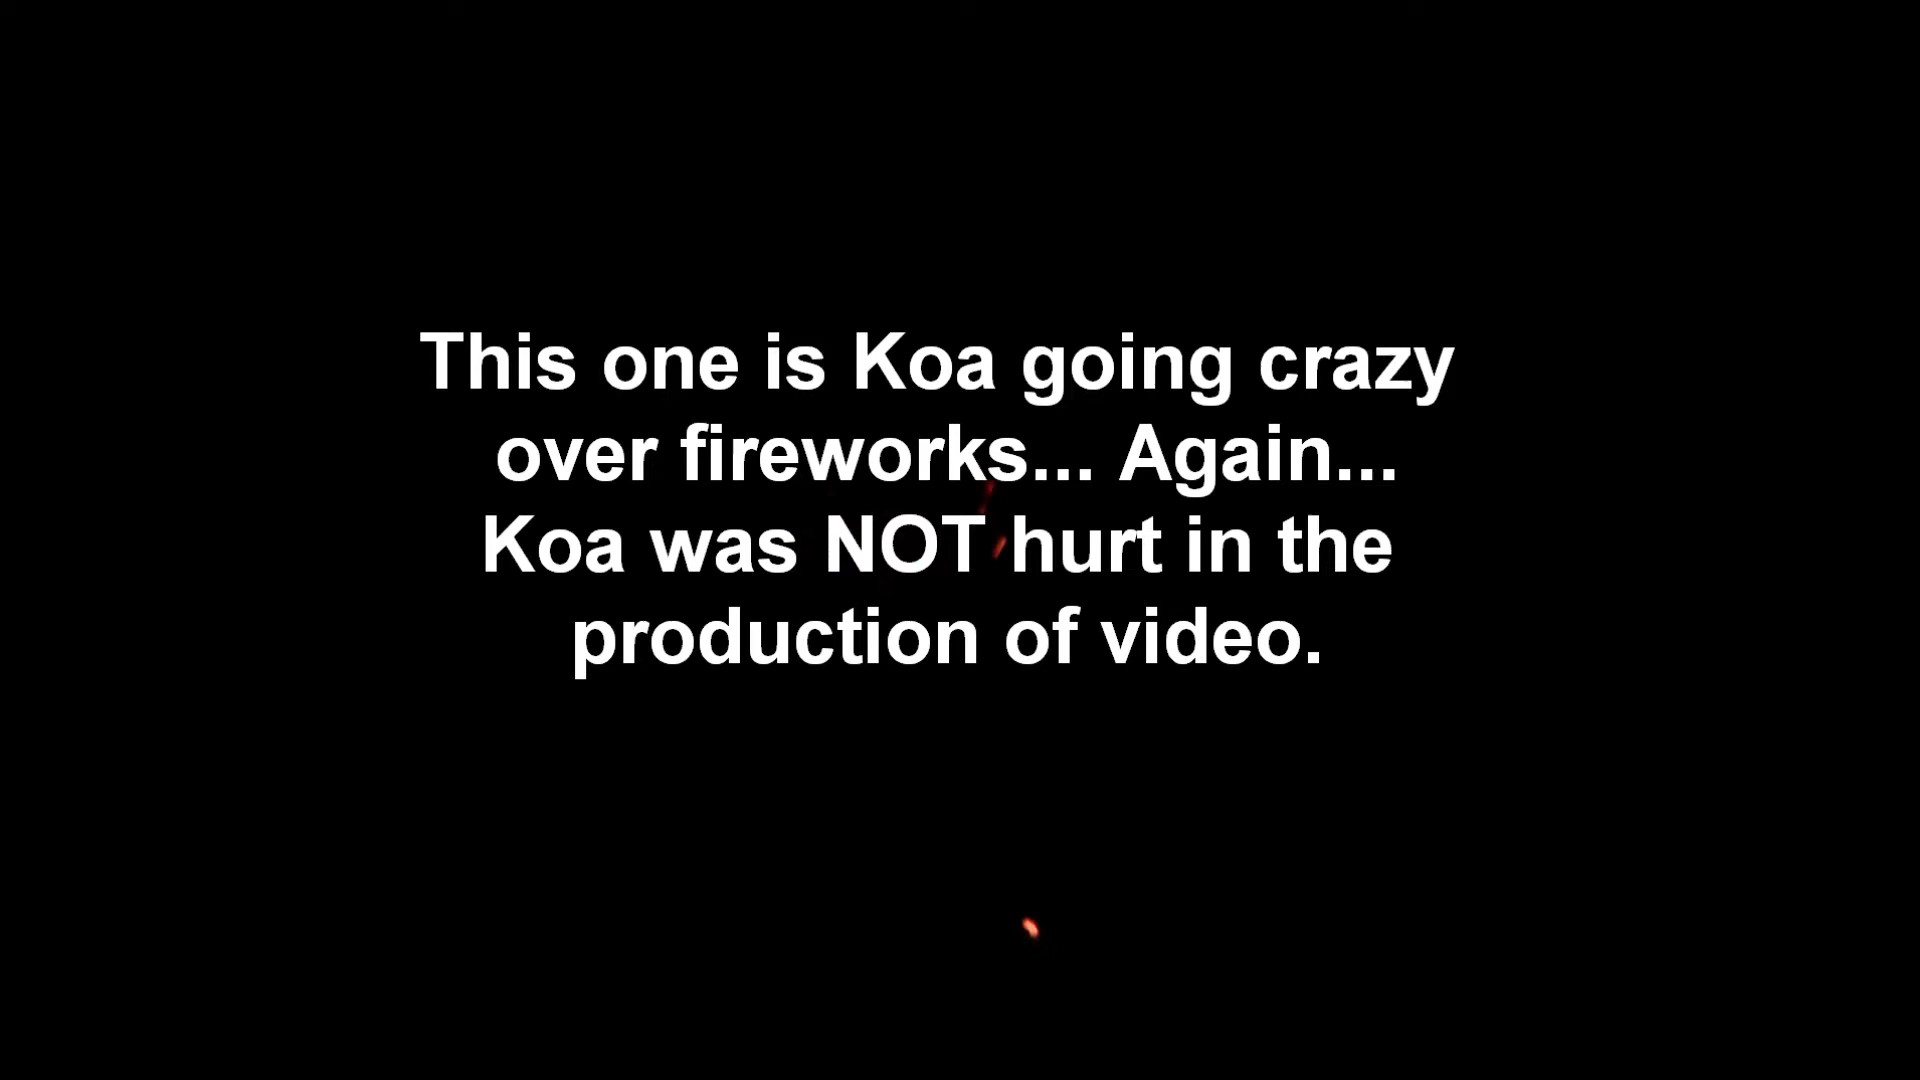 This one is Koa going crazy
over fireworks... Again...
Koa was NOT hurt in the
production of video.